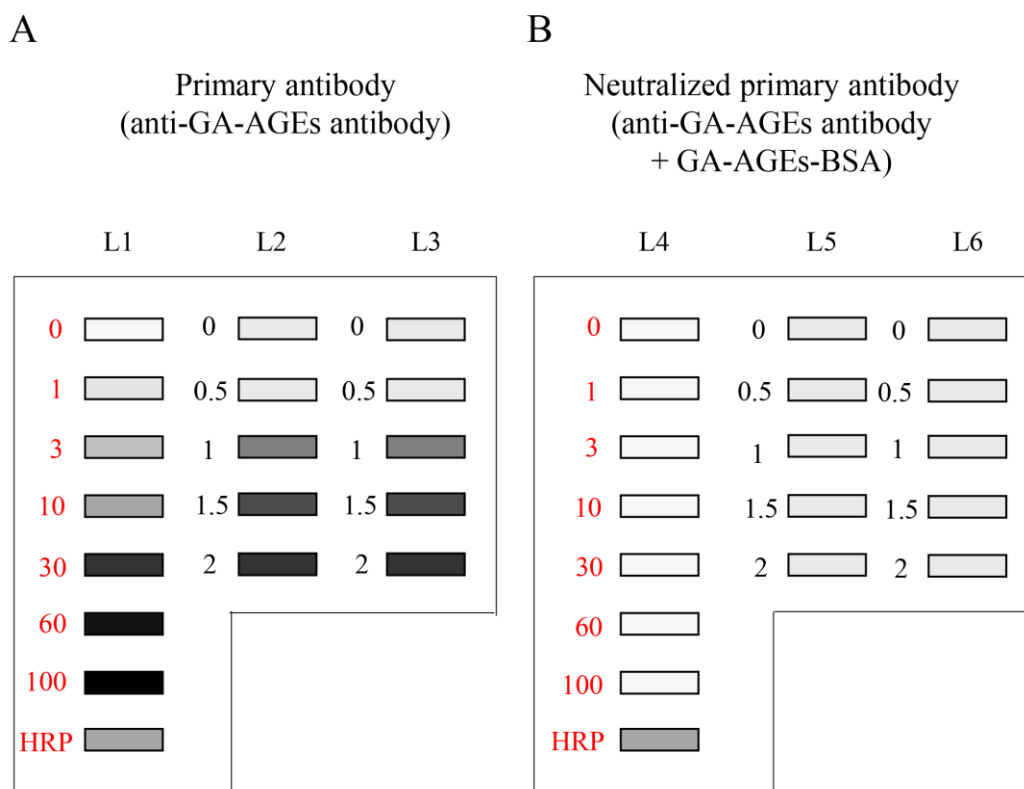 A
Primary antibody
(anti-GA-AGEs antibody)
L1 L2 L3
0 0 0
1 0.5 0.5
3 1 1
10 1.5 1.5
30 2 2
60
100
HRP
B
Neutralized primary antibody
(anti-GA-AGEs antibody
+ GA-AGEs-BSA)
L4 L5 L6
0 0 0
1 0.5 0.5
3 1 1
10 1.5 1.5
30 2 2
60
100
HRP